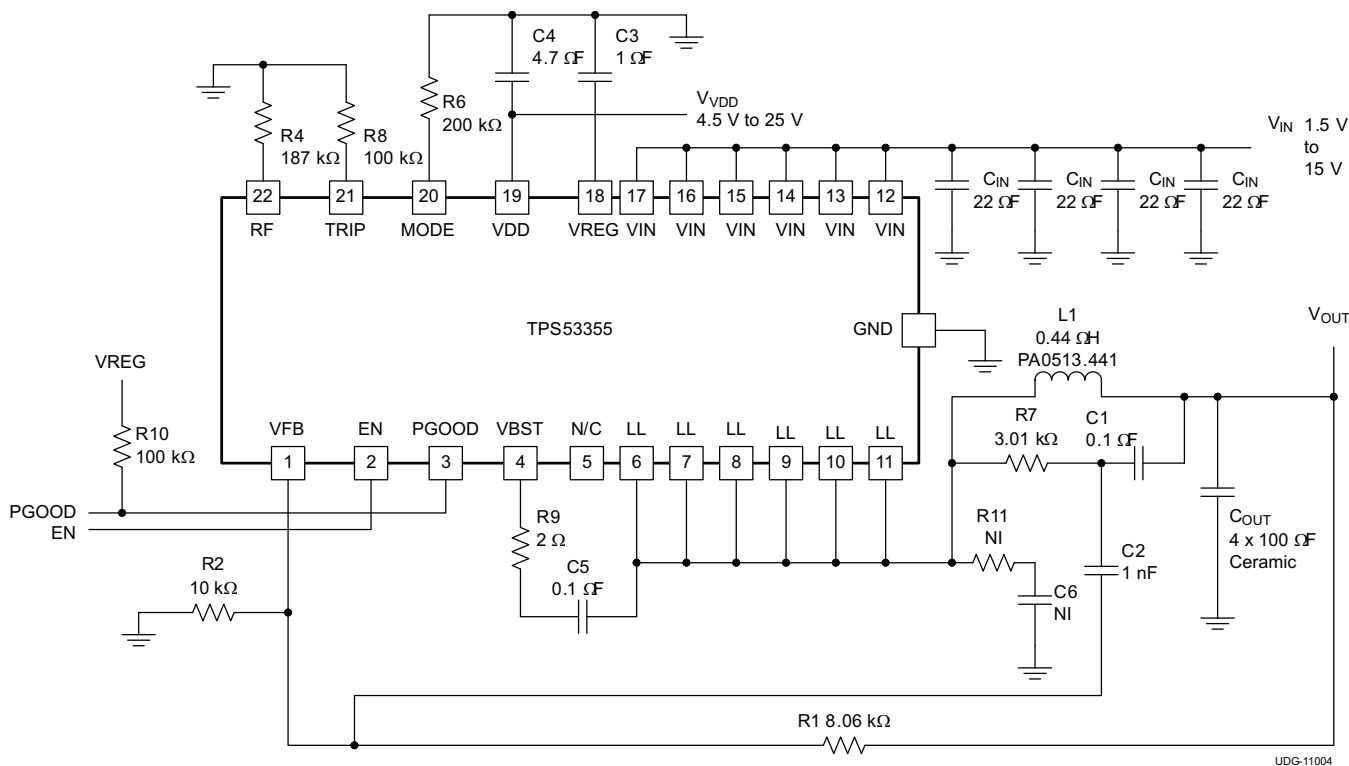 C4
4.7 ΩF
C3
1 ΩF
R6
200 kΩ
R4
187 kΩ
R8
100 kΩ
VVDD
4.5 V to 25 V
VIN 1.5 V
to
15 V
CIN
22 ΩF
CIN
22 ΩF
CIN
22 ΩF
CIN
22 ΩF
22 21 20 19 18 17 16 15 14 13 12
RF TRIP MODE VDD VREG VIN VIN VIN VIN VIN VIN
TPS53355
GND
L1
0.44 ΩH
PA0513.441
VOUT
VREG
R10
100 kΩ
VFB EN PGOOD VBST N/C LL LL LL LL LL LL
1 2 3 4 5 6 7 8 9 10 11
R7
3.01 kΩ
C1
0.1 ΩF
PGOOD
EN
R9
2 Ω
C5
0.1 ΩF
R11
NI
C6
NI
C2
1 nF
COUT
4 x 100 ΩF
Ceramic
R2
10 kΩ
R1 8.06 kΩ
UDG-11004